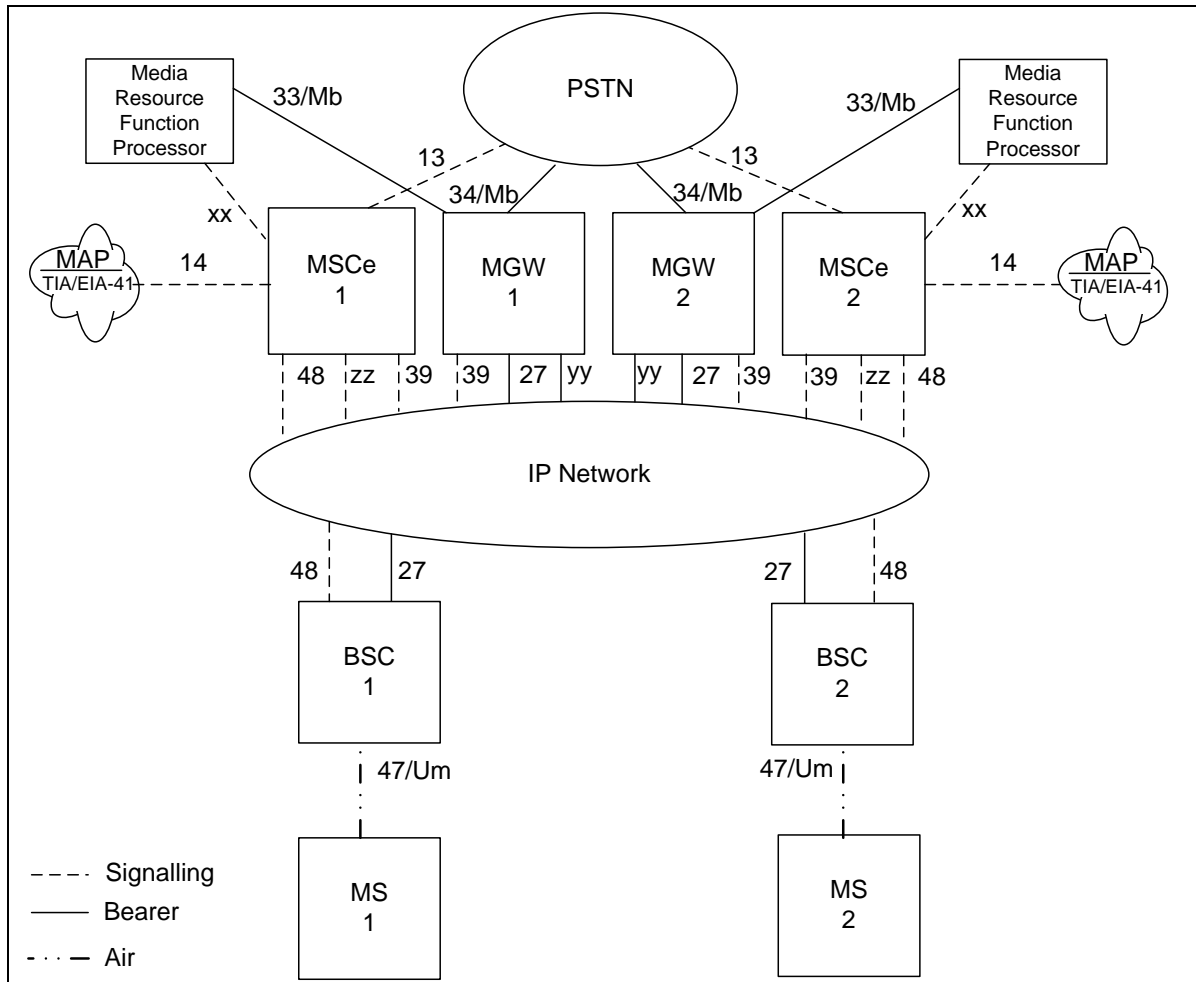 Media
Resource
Function
Processor
33/Mb
PSTN
33/Mb
Media
Resource
Function
Processor
13
13
xx
34/Mb
34/Mb
xx
MAP
TIA/EIA-41
14
MSCe
1
MGW
1
MGW
2
MSCe
2
14
MAP
TIA/EIA-41
48
zz
39
39
27
yy
yy
27
39
39
zz
48
IP Network
48
27
27
48
BSC
1
BSC
2
47/Um
47/Um
MS
1
MS
2
Signalling
Bearer
Air